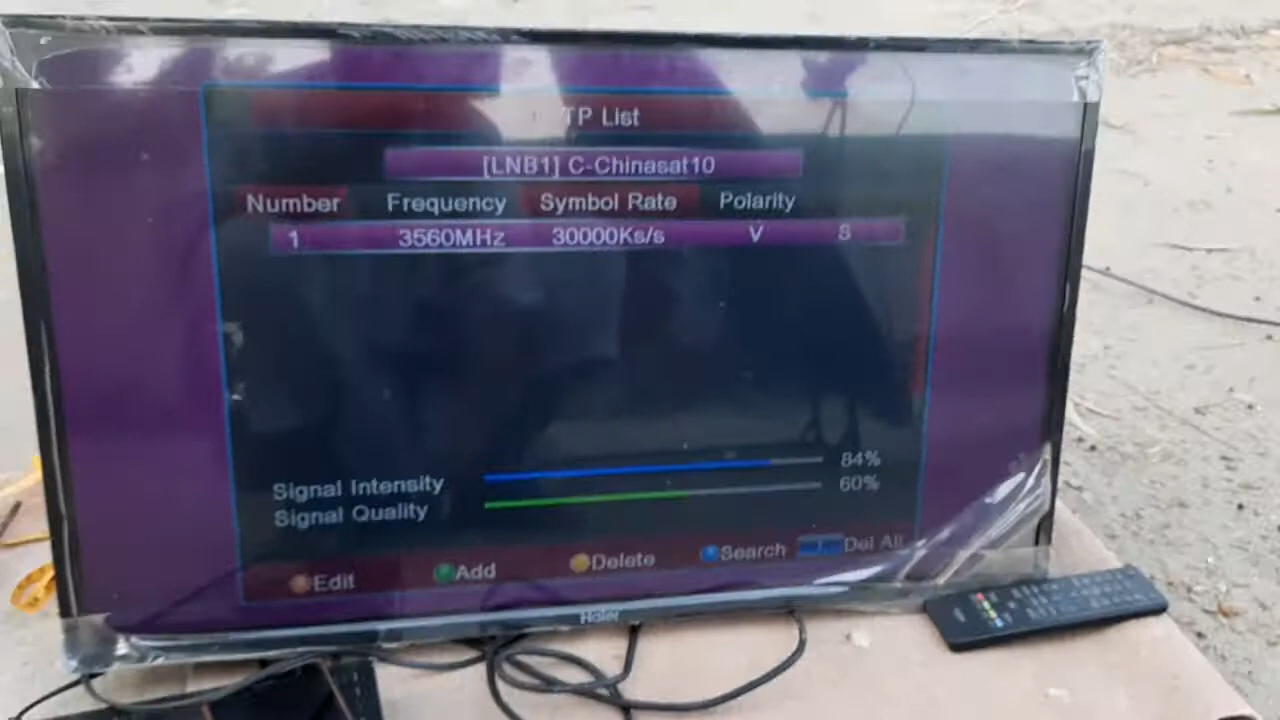 TP List
[LNB1] C-Chinasat10
Number Frequency Symbol Rate Polarity
1 3560MHz 30000Ks/s V S
Signal Intensity 84%
Signal Quality 60%
Edit Add Delete Search Del All
Haier